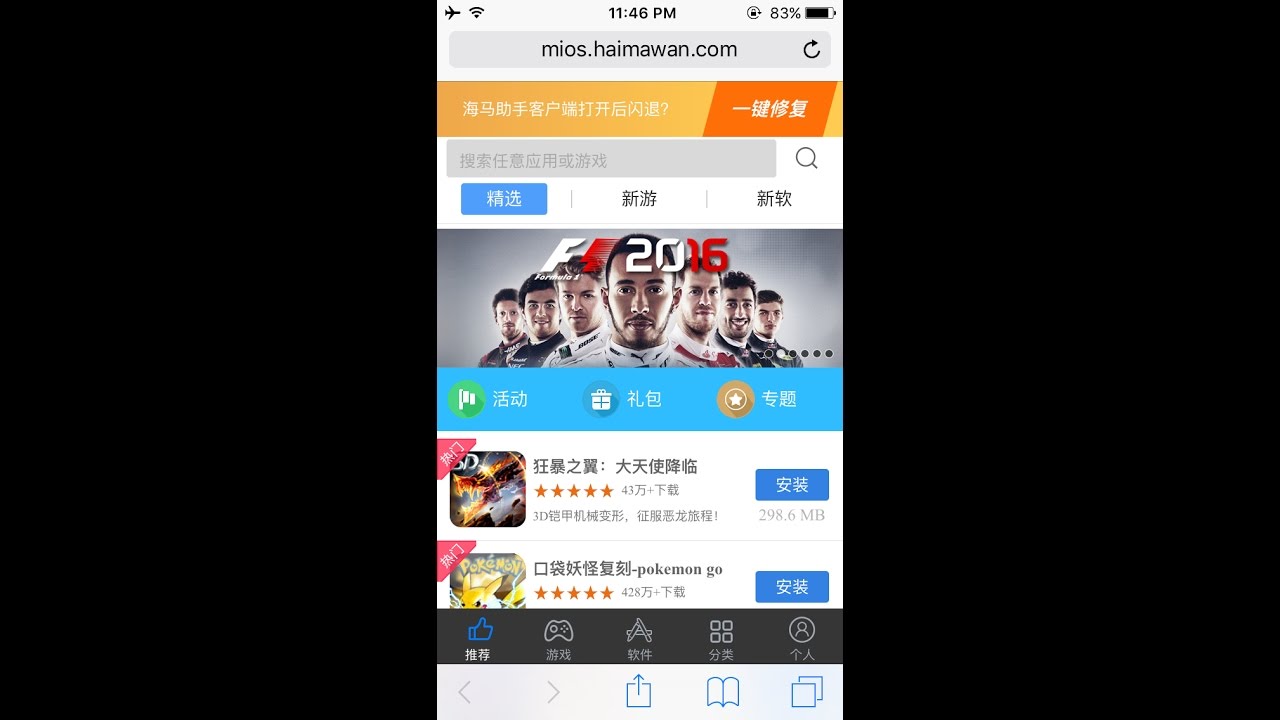 11:46 PM 83%
mios.haimawan.com
海马助手客户端打开后闪退? 一键修复
搜索任意应用或游戏
精选 新游 新软
F1 2016
Formula 1
活动 礼包 专题
热门
3D
狂暴之翼：大天使降临
43万+下载
安装
3D铠甲机械变形，征服恶龙旅程!
298.6 MB
热门
POKéMON
口袋妖怪复刻-pokemon go
428万+下载
安装
推荐 游戏 软件 分类 个人